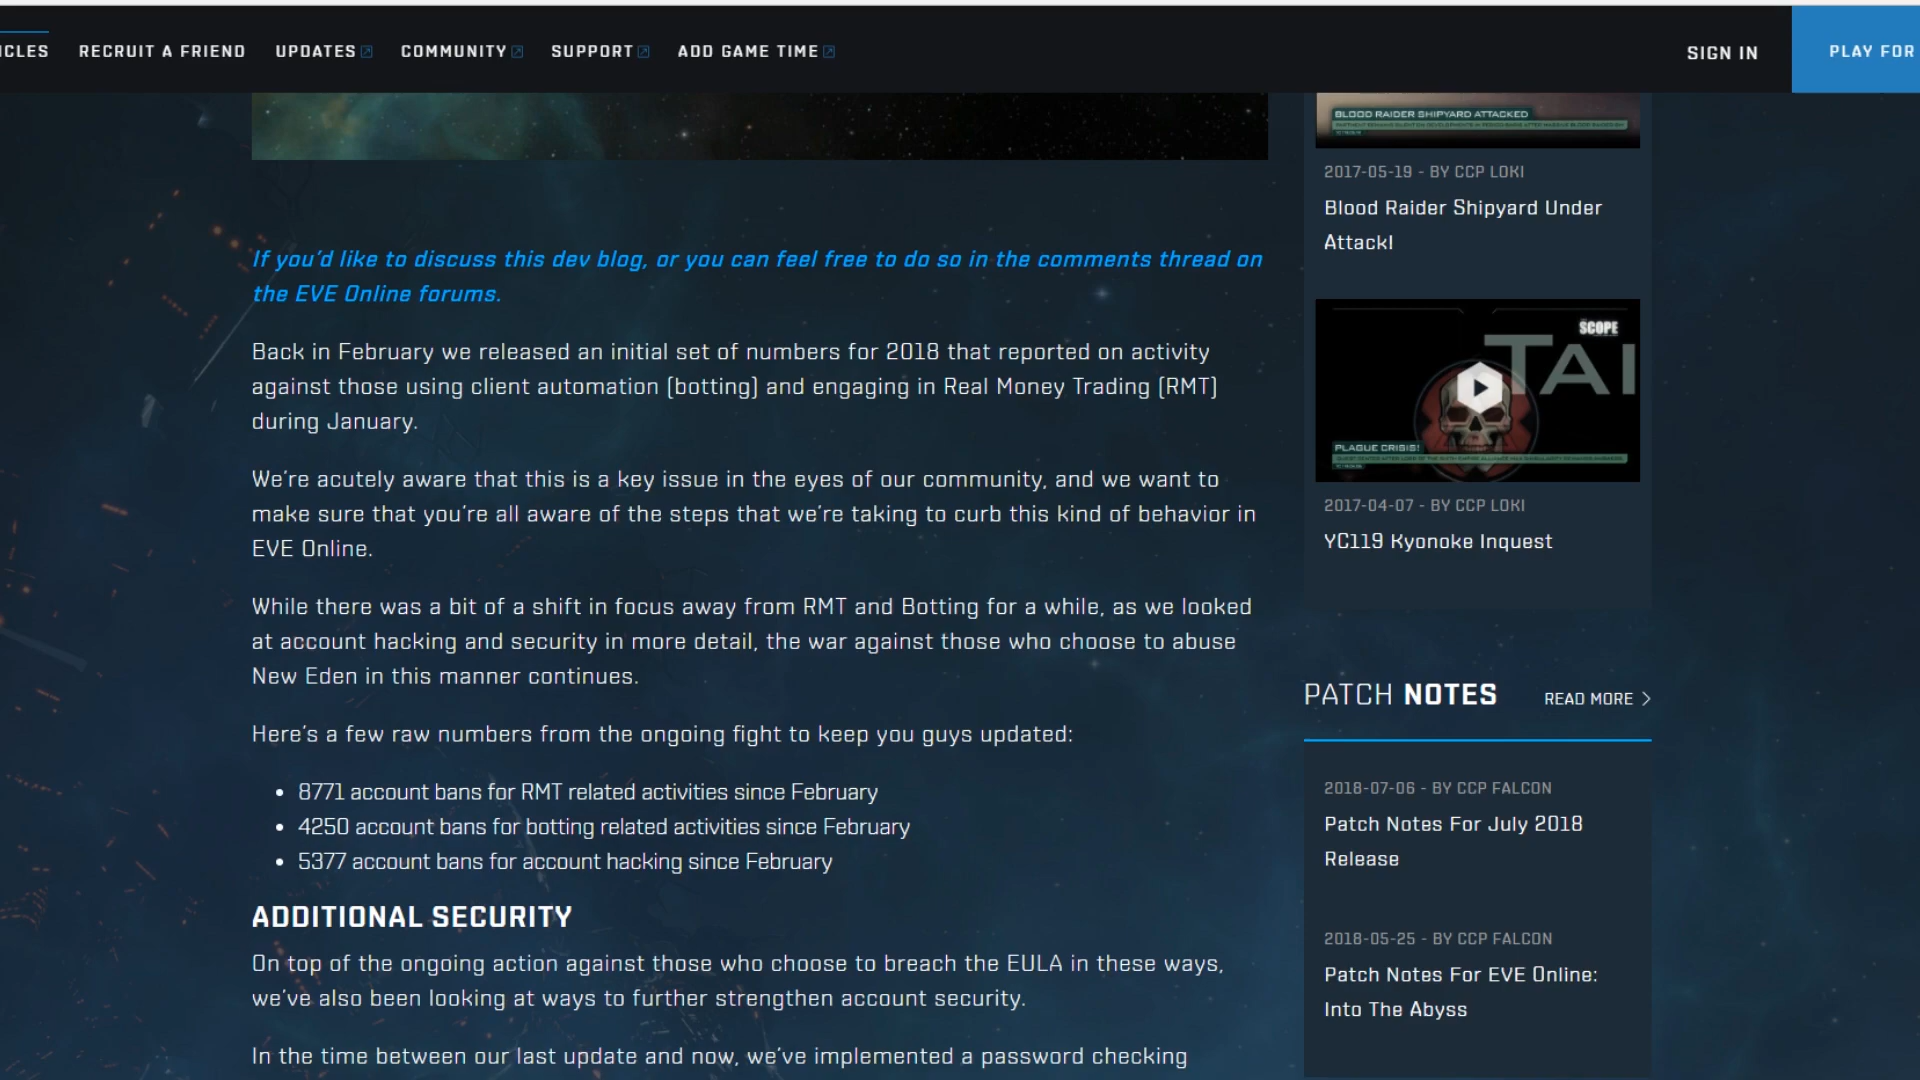 ICLES
RECRUIT A FRIEND
UPDATES
COMMUNITY
SUPPORT
ADD GAME TIME
SIGN IN
PLAY FOR
If you'd like to discuss this dev blog, or you can feel free to do so in the comments thread on
the EVE Online forums.
Back in February we released an initial set of numbers for 2018 that reported on activity
against those using client automation (botting) and engaging in Real Money Trading (RMT)
during January.
We're acutely aware that this is a key issue in the eyes of our community, and we want to
make sure that you're all aware of the steps that we're taking to curb this kind of behavior in
EVE Online.
While there was a bit of a shift in focus away from RMT and Botting for a while, as we looked
at account hacking and security in more detail, the war against those who choose to abuse
New Eden in this manner continues.
Here's a few raw numbers from the ongoing fight to keep you guys updated:
• 8771 account bans for RMT related activities since February
• 4250 account bans for botting related activities since February
• 5377 account bans for account hacking since February
ADDITIONAL SECURITY
On top of the ongoing action against those who choose to breach the EULA in these ways,
we've also been looking at ways to further strengthen account security.
In the time between our last update and now, we've implemented a password checking
BLOOD RAIDER SHIPYARD ATTACKED
2017-05-19 - BY CCP LOKI
Blood Raider Shipyard Under
Attack!
SCOPE
TAI
PLAGUE CRISIS!
2017-04-07 - BY CCP LOKI
YC119 Kyonoke Inquest
PATCH NOTES
READ MORE
2018-07-06 - BY CCP FALCON
Patch Notes For July 2018
Release
2018-05-25 - BY CCP FALCON
Patch Notes For EVE Online:
Into The Abyss